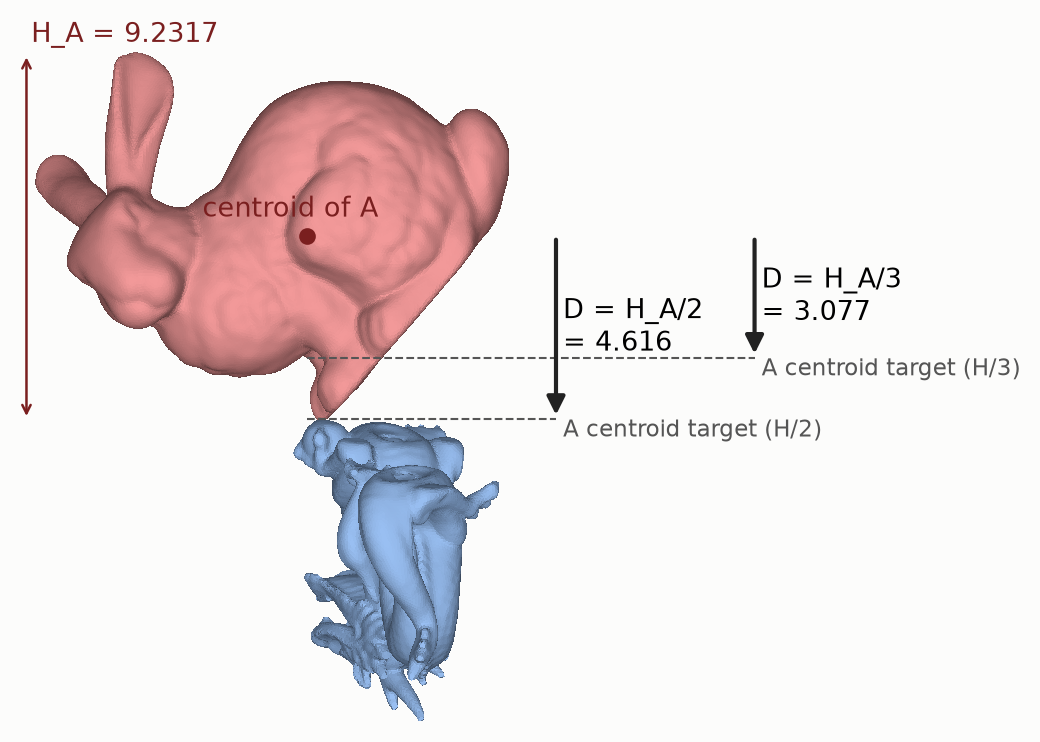 H_A = 9.2317
centroid of A
D = H_A/2
= 4.616
D = H_A/3
= 3.077
A centroid target (H/3)
A centroid target (H/2)